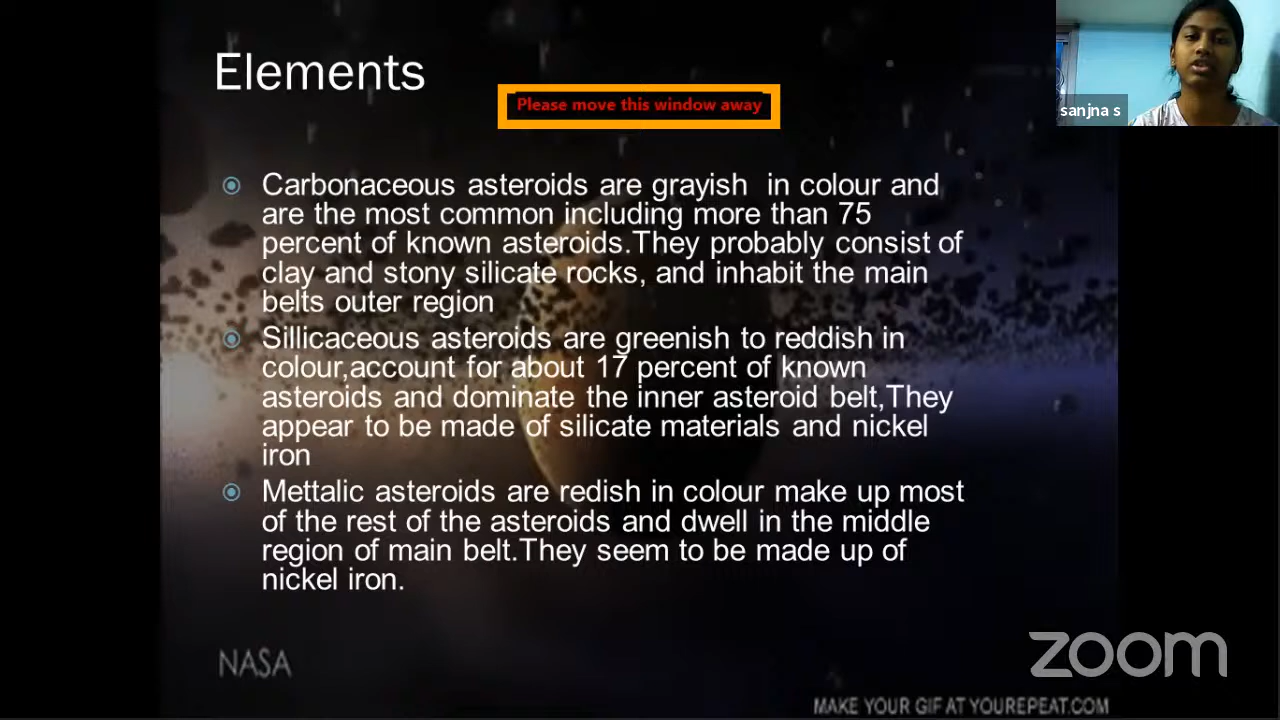 Elements
Please move this window away
sanjna s
Carbonaceous asteroids are grayish in colour and
are the most common including more than 75
percent of known asteroids.They probably consist of
clay and stony silicate rocks, and inhabit the main
belts outer region
Sillicaceous asteroids are greenish to reddish in
colour,account for about 17 percent of known
asteroids and dominate the inner asteroid belt,They
appear to be made of silicate materials and nickel
iron
Mettalic asteroids are redish in colour make up most
of the rest of the asteroids and dwell in the middle
region of main belt.They seem to be made up of
nickel iron.
NASA
zoom
MAKE YOUR GIF AT YOUREPEAT.COM